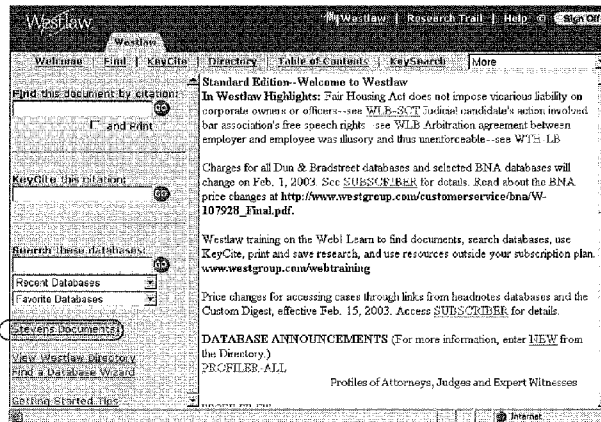 Westlaw
My Westlaw | Research Trail | Help Sign Off
Westlaw
Welcome | Find | KeyCite | Directory | Table of Contents | KeySearch More
Find this document by citation:
GO
and Print
KeyCite this citation:
GO
Search these databases:
GO
Recent Databases
Favorite Databases
Stevens Documents
View Westlaw Directory
Find a Database Wizard
Getting Started Tips
Standard Edition--Welcome to Westlaw
In Westlaw Highlights: Fair Housing Act does not impose vicarious liability on
corporate owners or officers--see WLB-SCT Judicial candidate's action involved
bar association's free speech rights--see WLB Arbitration agreement between
employer and employee was illusory and thus unenforceable--see WTH-LB
Charges for all Dun & Bradstreet databases and selected BNA databases will
change on Feb. 1, 2003. See SUBSCRIBER for details. Read about the BNA
price changes at http://www.westgroup.com/customerservice/bna/W-
107928_Final.pdf.
Westlaw training on the Web! Learn to find documents, search databases, use
KeyCite, print and save research, and use resources outside your subscription plan.
www.westgroup.com/webtraining
Price changes for accessing cases through links from headnotes databases and the
Custom Digest, effective Feb. 15, 2003. Access SUBSCRIBER for details.
DATABASE ANNOUNCEMENTS (For more information, enter NEW from
the Directory.)
PROFILER-ALL
Profiles of Attorneys, Judges and Expert Witnesses
Internet